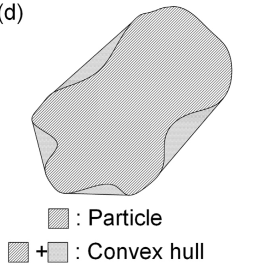 (d)
: Particle
+ : Convex hull